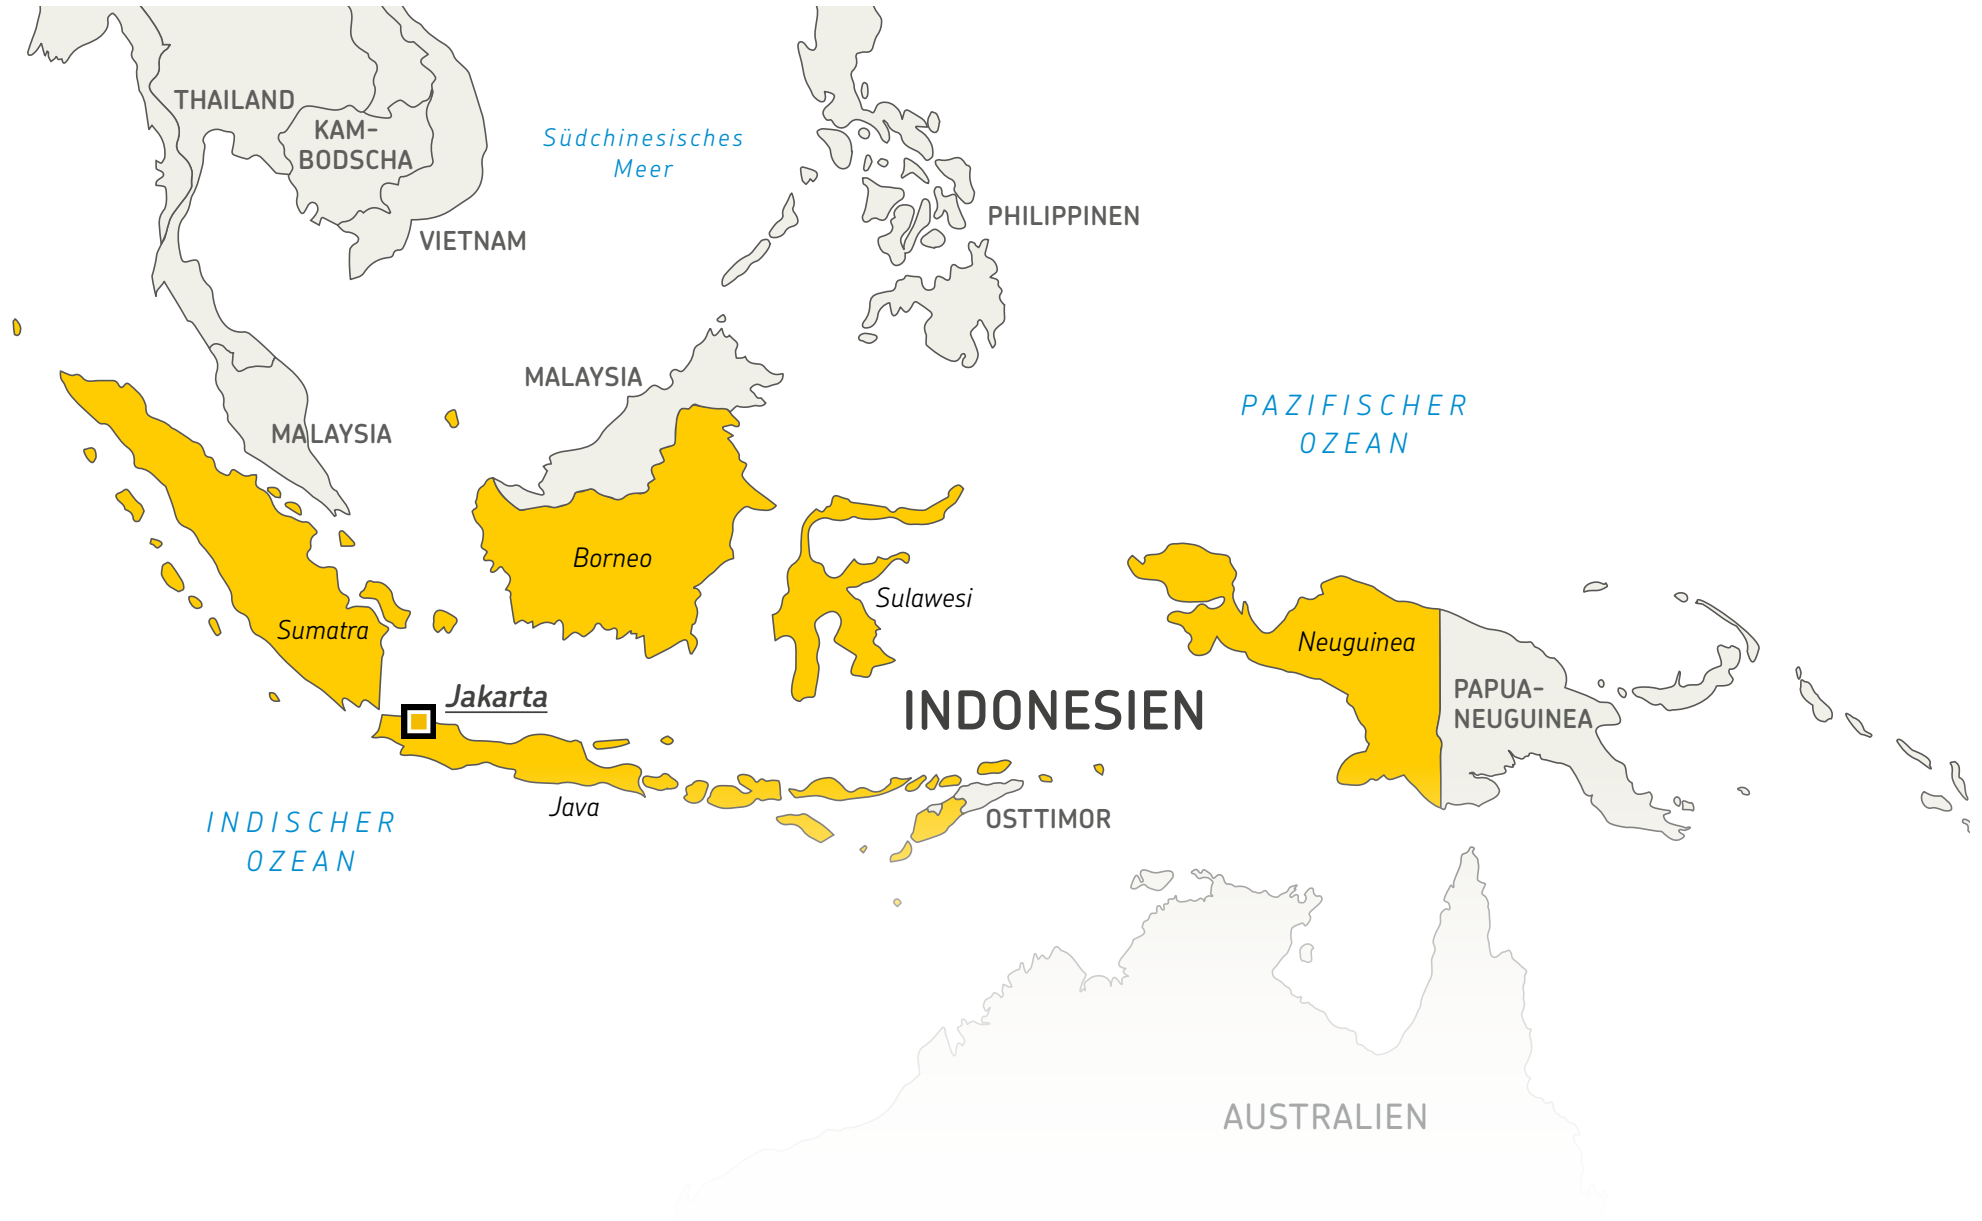 THAILAND
KAM-
BODSCHA
Südchinesisches
Meer
PHILIPPINEN
VIETNAM
MALAYSIA
PAZIFISCHER
OZEAN
MALAYSIA
Borneo
Sulawesi
Sumatra
Neuguinea
Jakarta
INDONESIEN
PAPUA-
NEUGUINEA
Java
INDISCHER
OZEAN
OSTTIMOR
AUSTRALIEN